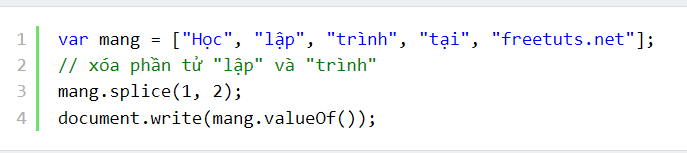 1 var mang = ["Học", "lập", "trình", "tại", "freetuts.net"];
2 // xóa phần tử "lập" và "trình"
3 mang.splice(1, 2);
4 document.write(mang.valueOf());